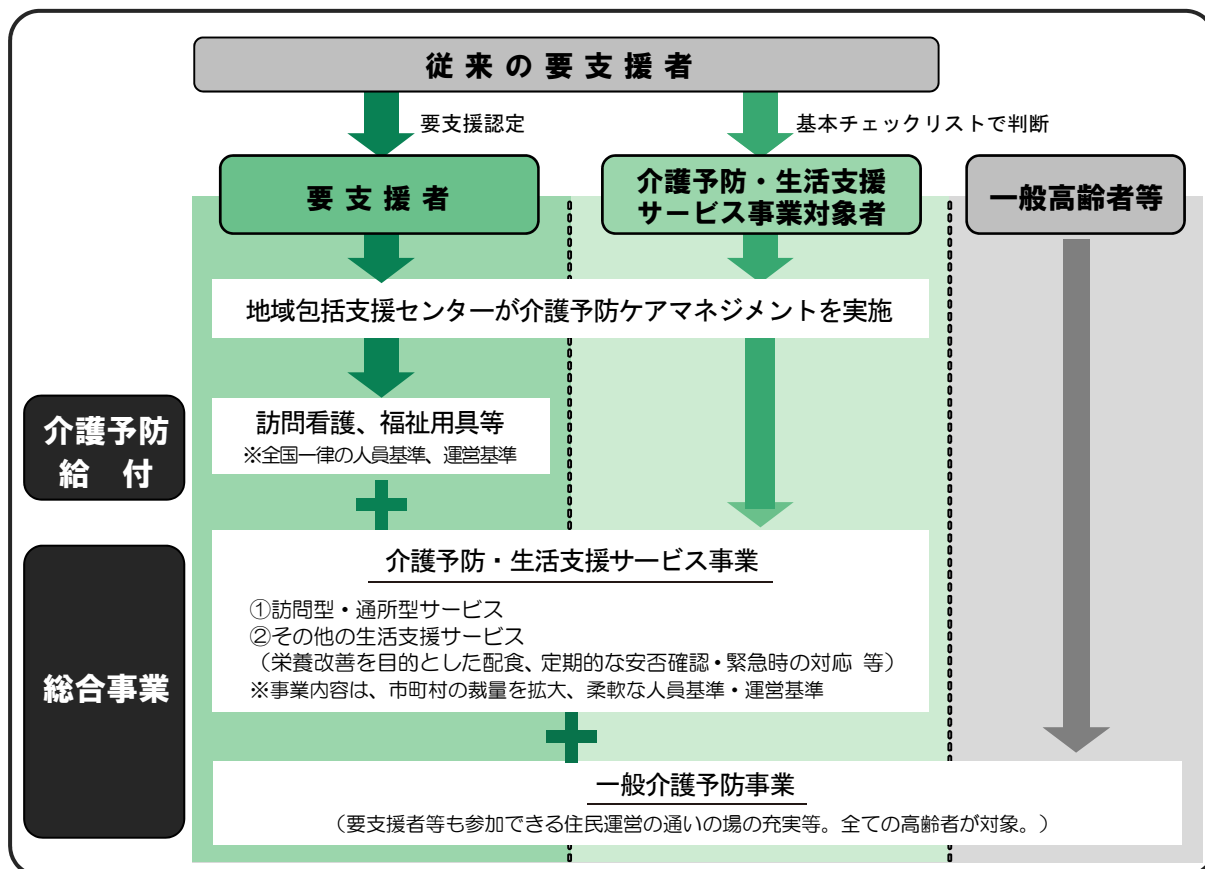 従来の要支援者
要支援認定
基本チェックリストで判断
要支援者
介護予防・生活支援
サービス事業対象者
一般高齢者等
地域包括支援センターが介護予防ケアマネジメントを実施
介護予防
給 付
訪問看護、福祉用具等
※全国一律の人員基準、運営基準
総合事業
介護予防・生活支援サービス事業
①訪問型・通所型サービス
②その他の生活支援サービス
（栄養改善を目的とした配食、定期的な安否確認・緊急時の対応 等）
※事業内容は、市町村の裁量を拡大、柔軟な人員基準・運営基準
一般介護予防事業
（要支援者等も参加できる住民運営の通いの場の充実等。全ての高齢者が対象。）